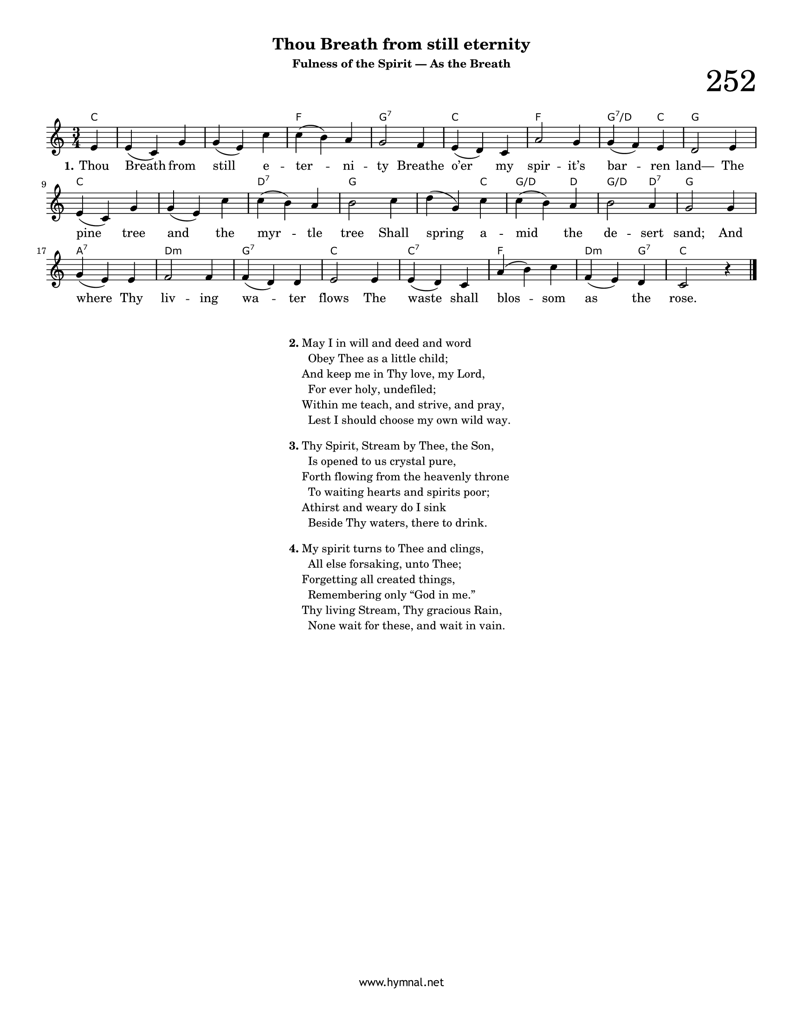 Thou Breath from still eternity
Fulness of the Spirit — As the Breath
252
C F G7 C F G7/D C G
3 4
1. Thou Breath from still e - ter - ni - ty Breathe o'er my spir - it's bar - ren land— The
9
C D7 G C G/D D G/D D7 G
pine tree and the myr - tle tree Shall spring a - mid the de - sert sand; And
17
A7 Dm G7 C C7 F Dm G7 C
where Thy liv - ing wa - ter flows The waste shall blos - som as the rose.
2. May I in will and deed and word
Obey Thee as a little child;
And keep me in Thy love, my Lord,
For ever holy, undefiled;
Within me teach, and strive, and pray,
Lest I should choose my own wild way.
3. Thy Spirit, Stream by Thee, the Son,
Is opened to us crystal pure,
Forth flowing from the heavenly throne
To waiting hearts and spirits poor;
Athirst and weary do I sink
Beside Thy waters, there to drink.
4. My spirit turns to Thee and clings,
All else forsaking, unto Thee;
Forgetting all created things,
Remembering only “God in me.”
Thy living Stream, Thy gracious Rain,
None wait for these, and wait in vain.
www.hymnal.net